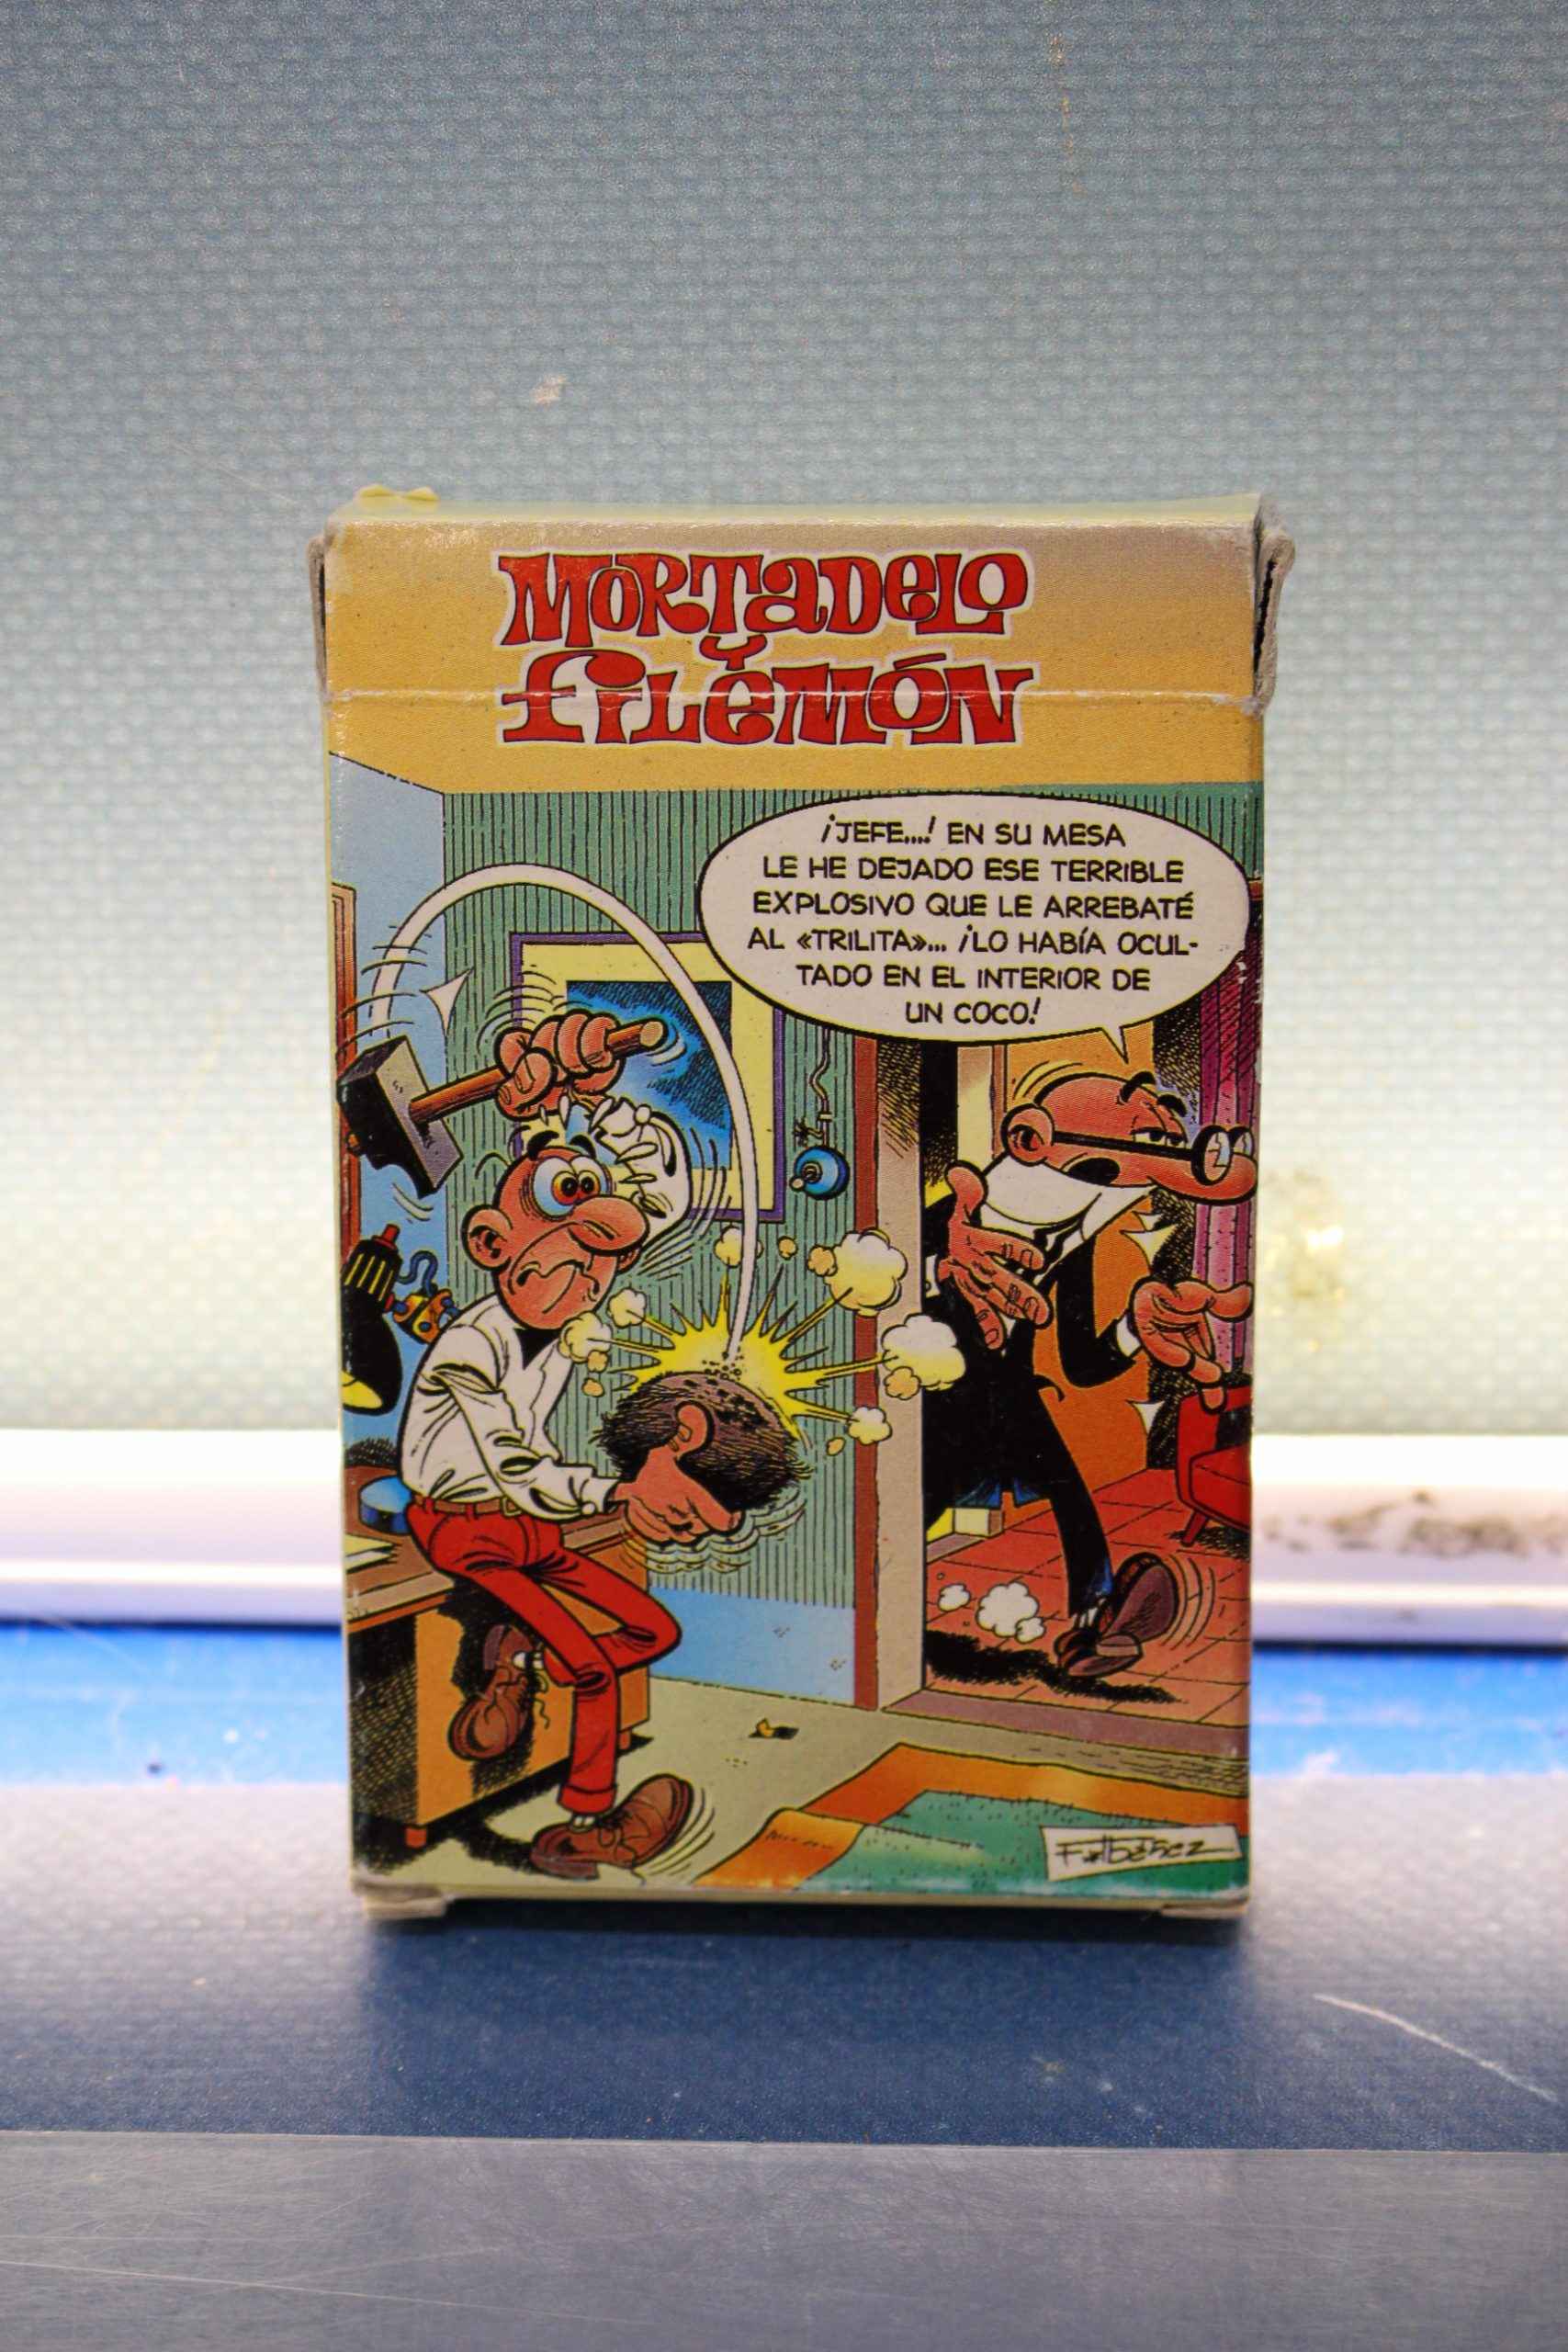 MORTADELO
Y
FILEMÓN
¡JEFE...! EN SU MESA
LE HE DEJADO ESE TERRIBLE
EXPLOSIVO QUE LE ARREBATÉ
AL «TRILITA»... ¡LO HABÍA OCUL-
TADO EN EL INTERIOR DE
UN COCO!